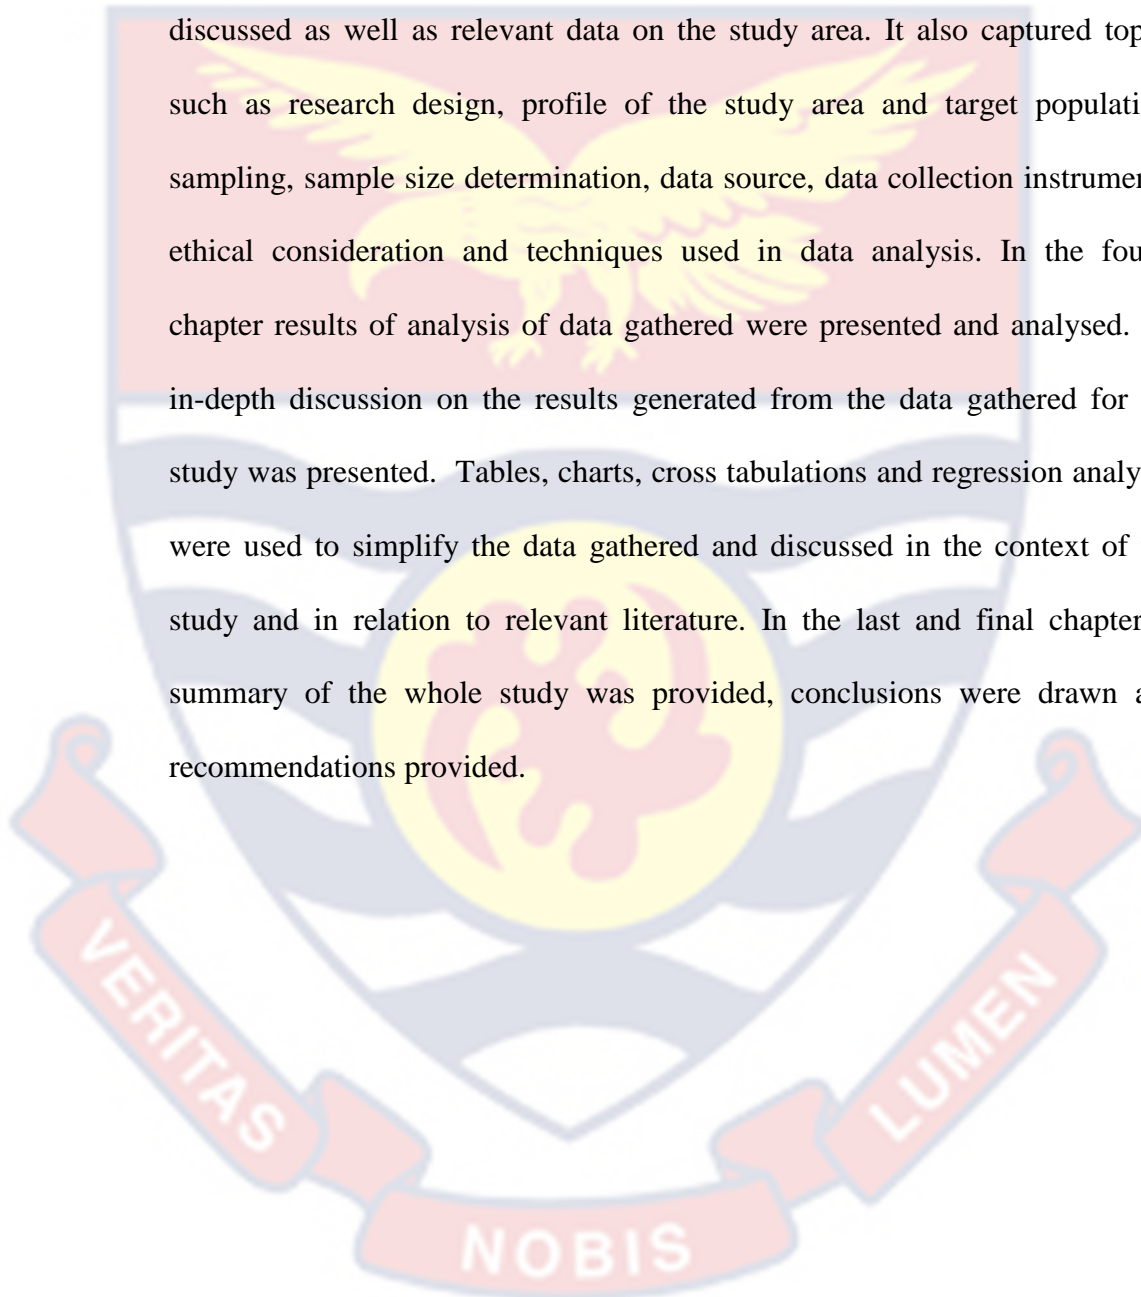 discussed as well as relevant data on the study area. It also captured top
such as research design, profile of the study area and target populati
sampling, sample size determination, data source, data collection instrumen
ethical consideration and techniques used in data analysis. In the fou
chapter results of analysis of data gathered were presented and analysed.
in-depth discussion on the results generated from the data gathered for
study was presented. Tables, charts, cross tabulations and regression analy
were used to simplify the data gathered and discussed in the context of
study and in relation to relevant literature. In the last and final chapter
summary of the whole study was provided, conclusions were drawn a
recommendations provided.
VERITAS
NOBIS
LUMEN